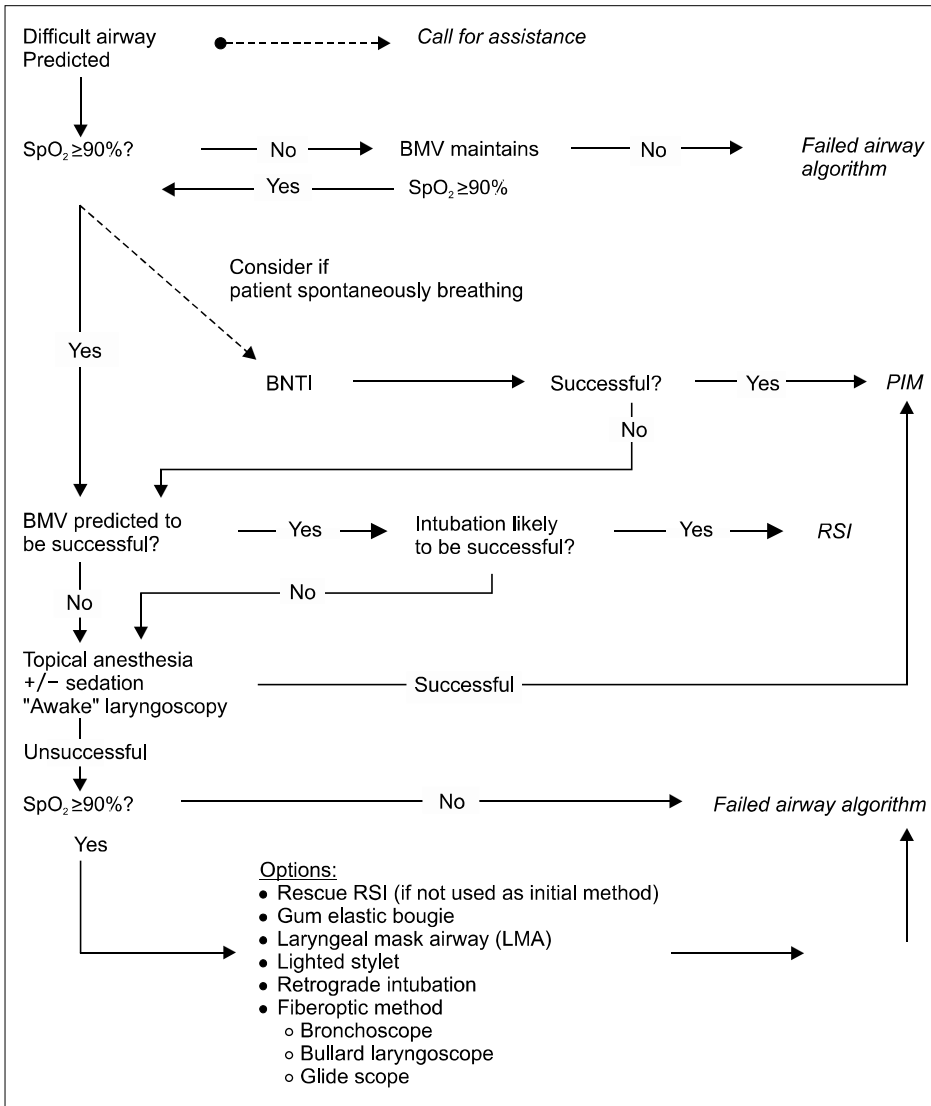 Difficult airway
Predicted
Call for assistance
SpO₂ ≥90%?
No
BMV maintains
SpO₂ ≥90%
No
Failed airway
algorithm
Yes
Consider if
patient spontaneously breathing
Yes
BNTI
Successful?
Yes
PIM
No
BMV predicted to
be successful?
Yes
Intubation likely
to be successful?
Yes
RSI
No
No
Topical anesthesia
+/− sedation
"Awake" laryngoscopy
Successful
Unsuccessful
SpO₂ ≥90%?
No
Failed airway algorithm
Yes
Options:
● Rescue RSI (if not used as initial method)
● Gum elastic bougie
● Laryngeal mask airway (LMA)
● Lighted stylet
● Retrograde intubation
● Fiberoptic method
○ Bronchoscope
○ Bullard laryngoscope
○ Glide scope